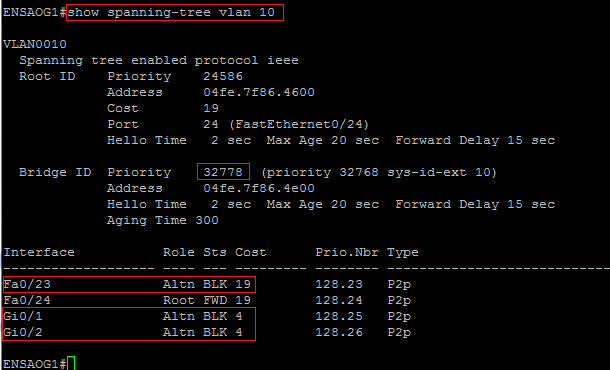 ENSAOG1#show spanning-tree vlan 10
VLAN0010
  Spanning tree enabled protocol ieee
  Root ID    Priority    24586
             Address     04fe.7f86.4600
             Cost        19
             Port        24 (FastEthernet0/24)
             Hello Time   2 sec  Max Age 20 sec  Forward Delay 15 sec
  Bridge ID  Priority    32778  (priority 32768 sys-id-ext 10)
             Address     04fe.7f86.4e00
             Hello Time   2 sec  Max Age 20 sec  Forward Delay 15 sec
             Aging Time 300
Interface           Role Sts Cost      Prio.Nbr Type
------------------- ---- --- --------- -------- --------------------------------
Fa0/23              Altn BLK 19        128.23   P2p
Fa0/24              Root FWD 19        128.24   P2p
Gi0/1               Altn BLK 4         128.25   P2p
Gi0/2               Altn BLK 4         128.26   P2p
ENSAOG1#